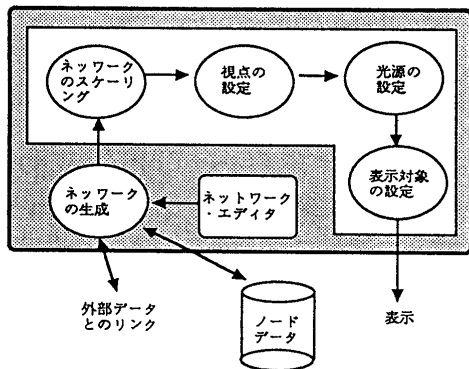 ネッワーク
のスケーリ
ング
視点の
設定
光源の
設定
表示対象
の設定
ネッワーク
の生成
ネットワーク
・エディタ
外部データ
とのリンク
ノード
データ
表示